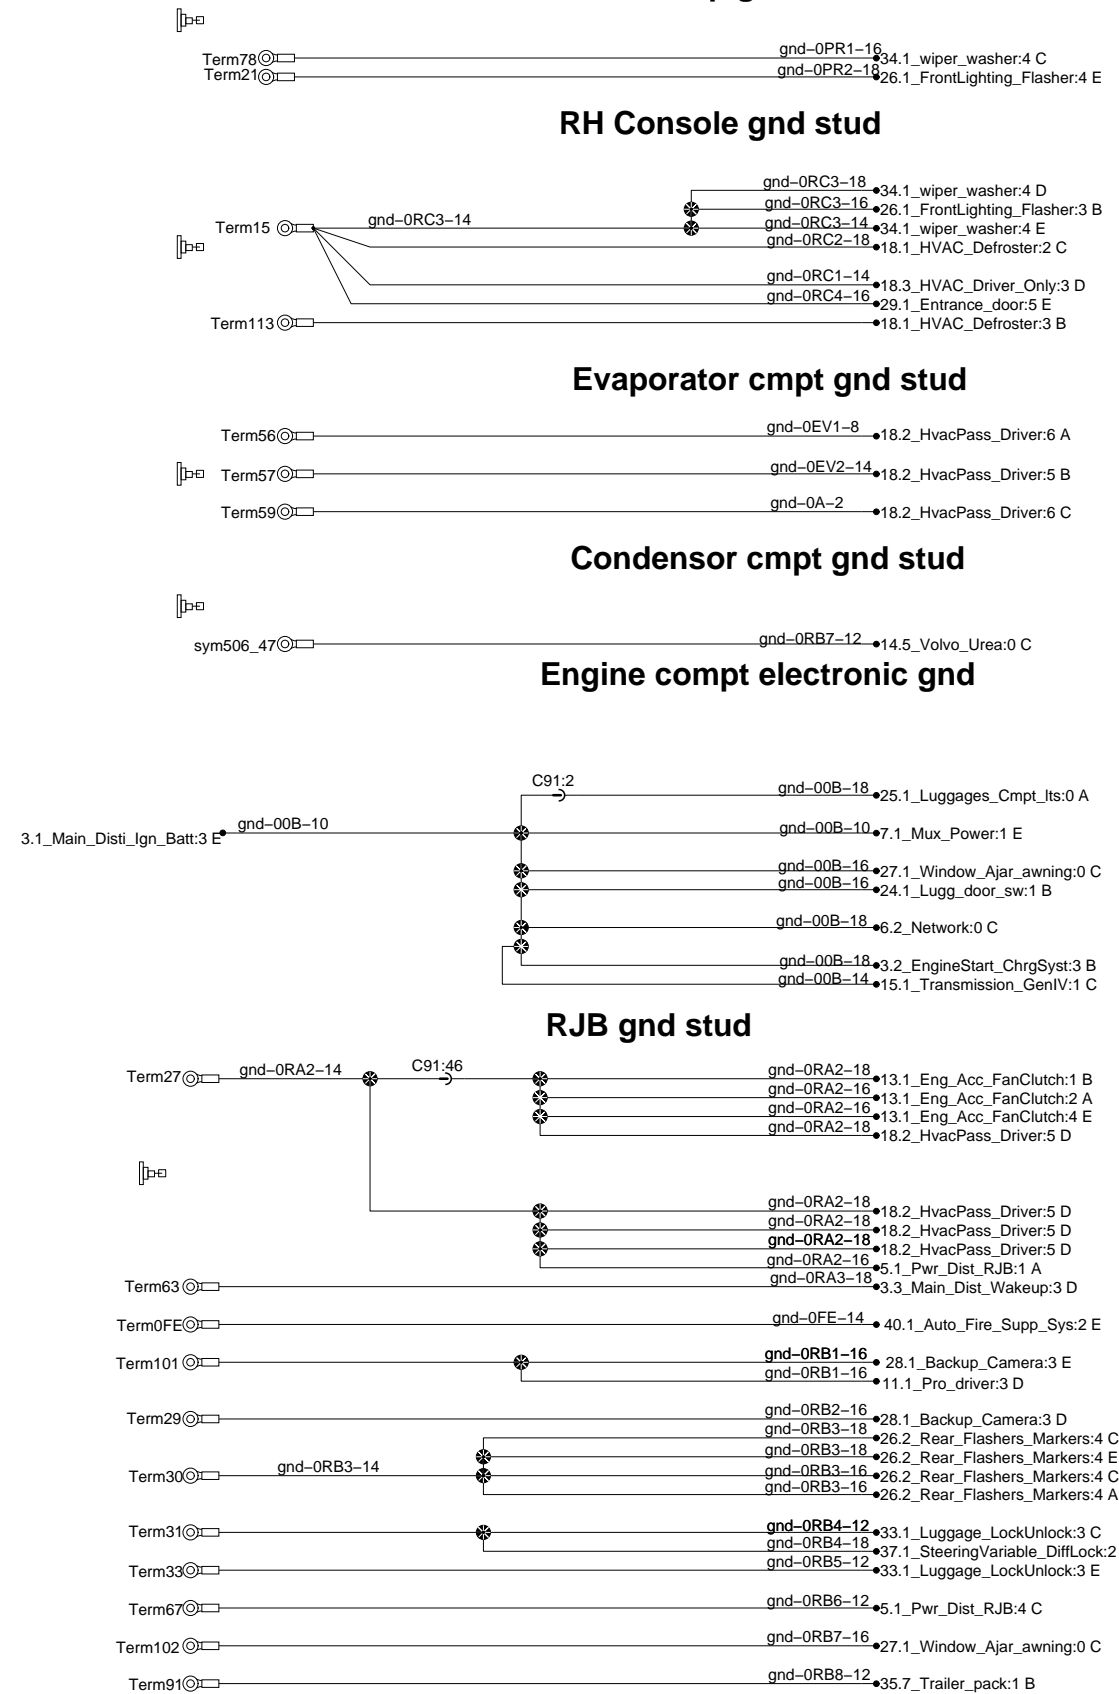 gnd–0PR1–16
Term78 34.1_wiper_washer:4 C
gnd–0PR2–18
Term21 26.1_FrontLighting_Flasher:4 E
RH Console gnd stud
gnd–0RC3–18 34.1_wiper_washer:4 D
gnd–0RC3–16 26.1_FrontLighting_Flasher:3 B
Term15 gnd–0RC3–14 gnd–0RC3–14 34.1_wiper_washer:4 E
gnd–0RC2–18 18.1_HVAC_Defroster:2 C
gnd–0RC1–14 18.3_HVAC_Driver_Only:3 D
gnd–0RC4–16 29.1_Entrance_door:5 E
Term113 18.1_HVAC_Defroster:3 B
Evaporator cmpt gnd stud
Term56 gnd–0EV1–8 18.2_HvacPass_Driver:6 A
Term57 gnd–0EV2–14 18.2_HvacPass_Driver:5 B
Term59 gnd–0A–2 18.2_HvacPass_Driver:6 C
Condensor cmpt gnd stud
sym506_47 gnd–0RB7–12 14.5_Volvo_Urea:0 C
Engine compt electronic gnd
C91:2 gnd–00B–18 25.1_Luggages_Cmpt_lts:0 A
3.1_Main_Disti_Ign_Batt:3 E gnd–00B–10 gnd–00B–10 7.1_Mux_Power:1 E
gnd–00B–16 27.1_Window_Ajar_awning:0 C
gnd–00B–16 24.1_Lugg_door_sw:1 B
gnd–00B–18 6.2_Network:0 C
gnd–00B–18 3.2_EngineStart_ChrgSyst:3 B
gnd–00B–14 15.1_Transmission_GenIV:1 C
RJB gnd stud
Term27 gnd–0RA2–14 C91:46 gnd–0RA2–18 13.1_Eng_Acc_FanClutch:1 B
gnd–0RA2–16 13.1_Eng_Acc_FanClutch:2 A
gnd–0RA2–16 13.1_Eng_Acc_FanClutch:4 E
gnd–0RA2–18 18.2_HvacPass_Driver:5 D
gnd–0RA2–18 18.2_HvacPass_Driver:5 D
gnd–0RA2–18 18.2_HvacPass_Driver:5 D
gnd–0RA2–18 18.2_HvacPass_Driver:5 D
gnd–0RA2–16 5.1_Pwr_Dist_RJB:1 A
Term63 gnd–0RA3–18 3.3_Main_Dist_Wakeup:3 D
Term0FE gnd–0FE–14 40.1_Auto_Fire_Supp_Sys:2 E
Term101 gnd–0RB1–16 28.1_Backup_Camera:3 E
gnd–0RB1–16 11.1_Pro_driver:3 D
Term29 gnd–0RB2–16 28.1_Backup_Camera:3 D
gnd–0RB3–18 26.2_Rear_Flashers_Markers:4 C
gnd–0RB3–18 26.2_Rear_Flashers_Markers:4 E
Term30 gnd–0RB3–14 gnd–0RB3–16 26.2_Rear_Flashers_Markers:4 C
gnd–0RB3–16 26.2_Rear_Flashers_Markers:4 A
Term31 gnd–0RB4–12 33.1_Luggage_LockUnlock:3 C
gnd–0RB4–18 37.1_SteeringVariable_DiffLock:2
Term33 gnd–0RB5–12 33.1_Luggage_LockUnlock:3 E
Term67 gnd–0RB6–12 5.1_Pwr_Dist_RJB:4 C
Term102 gnd–0RB7–16 27.1_Window_Ajar_awning:0 C
Term91 gnd–0RB8–12 35.7_Trailer_pack:1 B